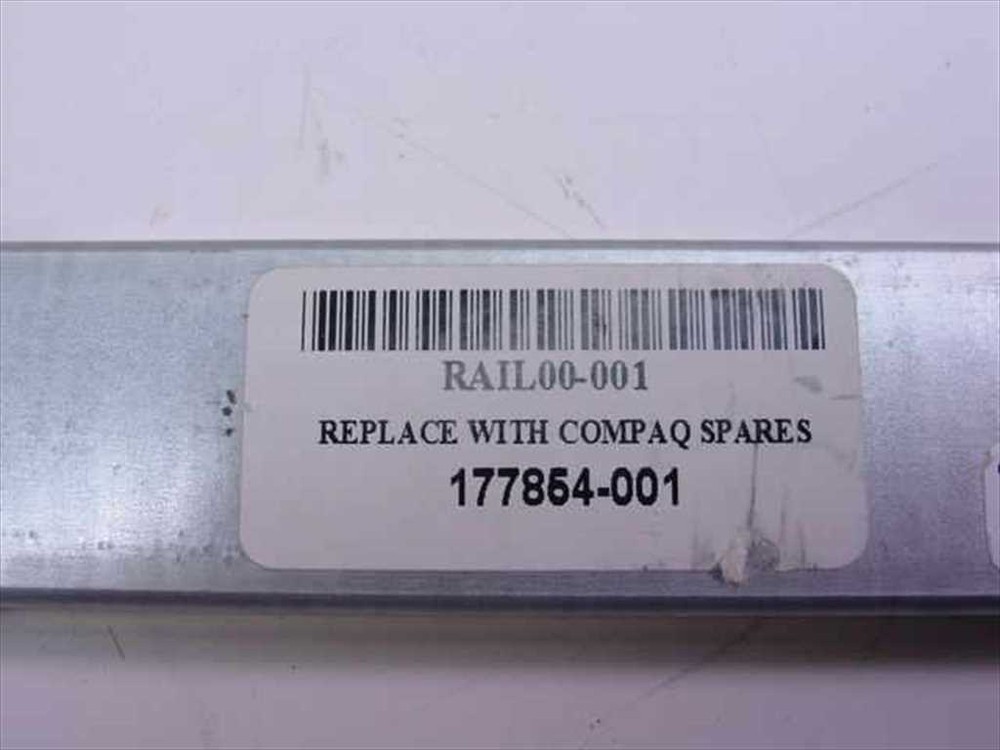 RAIL00-001
REPLACE WITH COMPAQ SPARES
177854-001